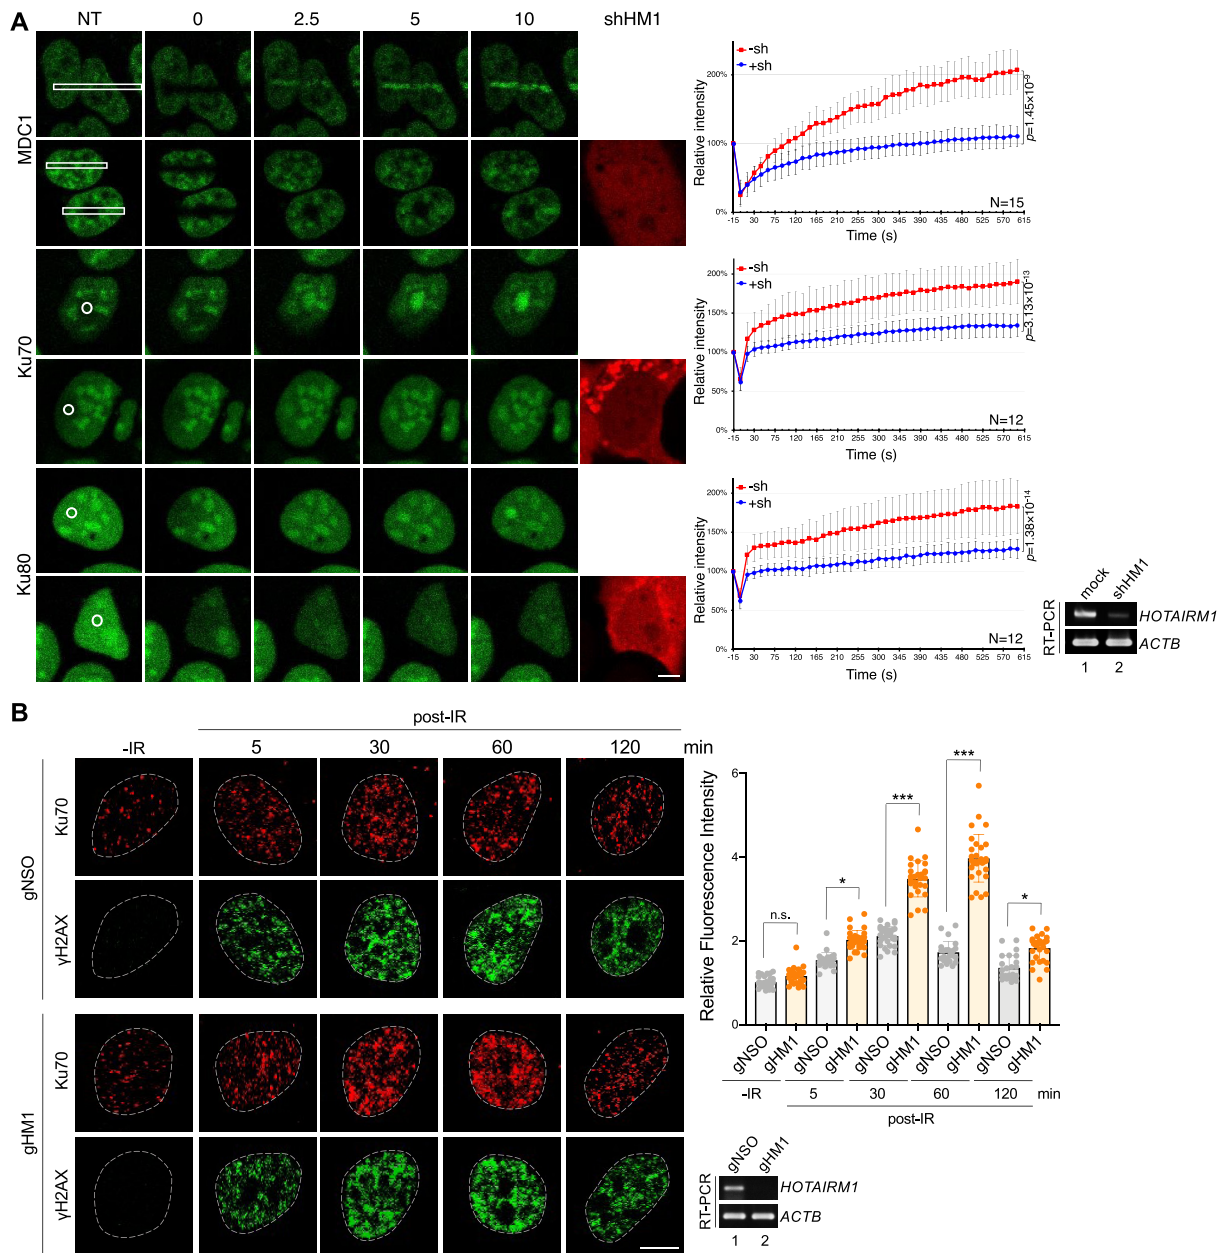 A
NT 0 2.5 5 10 shHM1
MDC1
Ku70
Ku80
Relative intensity
200%
100%
0%
-sh
+sh
p=1.45×10-9
N=15
-15 30 75 120 165 210 255 300 345 390 435 480 525 570 615
Time (s)
Relative intensity
200%
150%
100%
50%
0%
-sh
+sh
p=3.13×10-13
N=12
-15 30 75 120 165 210 255 300 345 390 435 480 525 570 615
Time (s)
Relative intensity
200%
150%
100%
50%
0%
-sh
+sh
p=1.38×10-14
N=12
-15 30 75 120 165 210 255 300 345 390 435 480 525 570 615
Time (s)
mock shHM1
RT-PCR
HOTAIRM1
ACTB
1 2
B
post-IR
-IR 5 30 60 120 min
gNSO
Ku70
γH2AX
gHM1
Ku70
γH2AX
Relative Fluorescence Intensity
6
4
2
0
n.s. * *** *** *
gNSO gHM1 gNSO gHM1 gNSO gHM1 gNSO gHM1 gNSO gHM1
-IR 5 30 60 120 min
post-IR
gNSO gHM1
RT-PCR
HOTAIRM1
ACTB
1 2